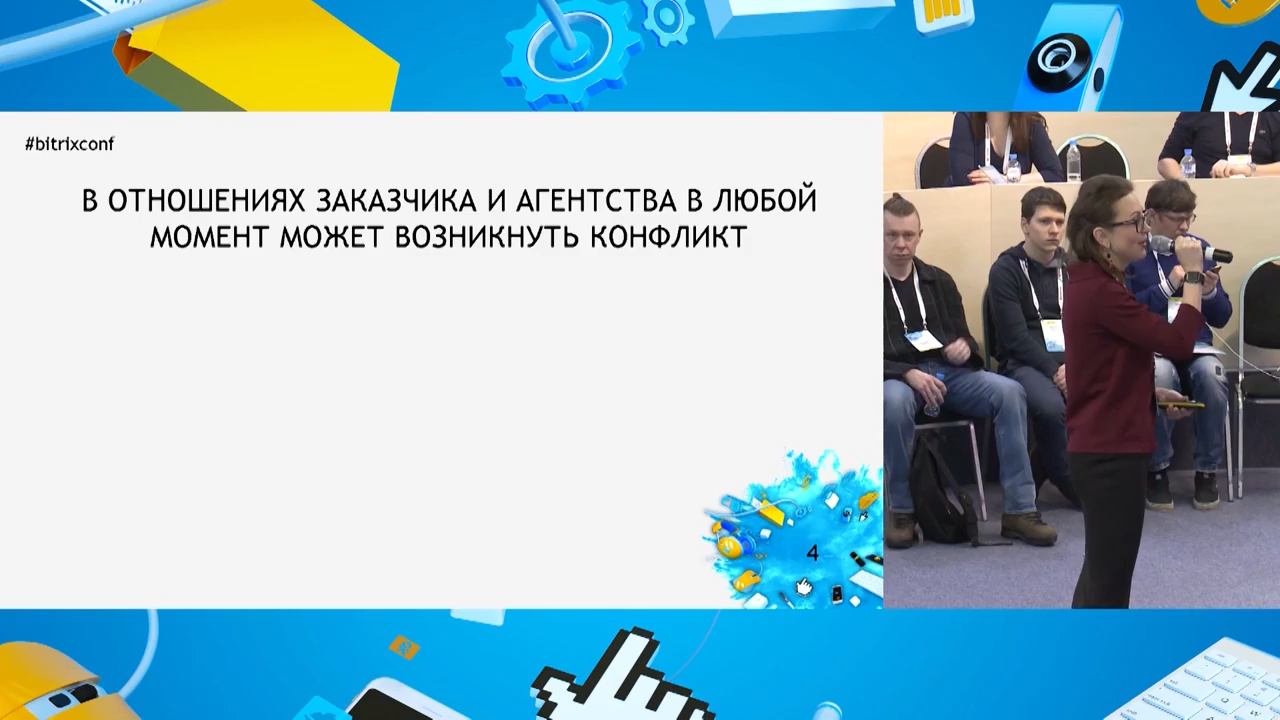 #bitrixconf
В ОТНОШЕНИЯХ ЗАКАЗЧИКА И АГЕНТСТВА В ЛЮБОЙ
МОМЕНТ МОЖЕТ ВОЗНИКНУТЬ КОНФЛИКТ
4